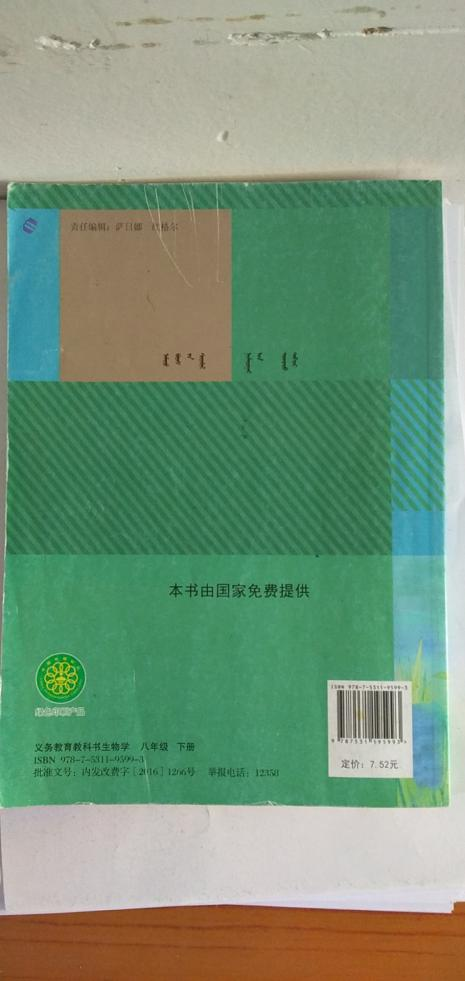 责任编辑：萨日娜
本书由国家免费提供
绿色印刷产品
ISBN 978-7-5311-9599-3
9 787531 195993 >
定价：7.52元
义务教育教科书生物学 八年级 下册
ISBN 978-7-5311-9599-3
批准文号：内发改费字［2016］1266号 举报电话：12358